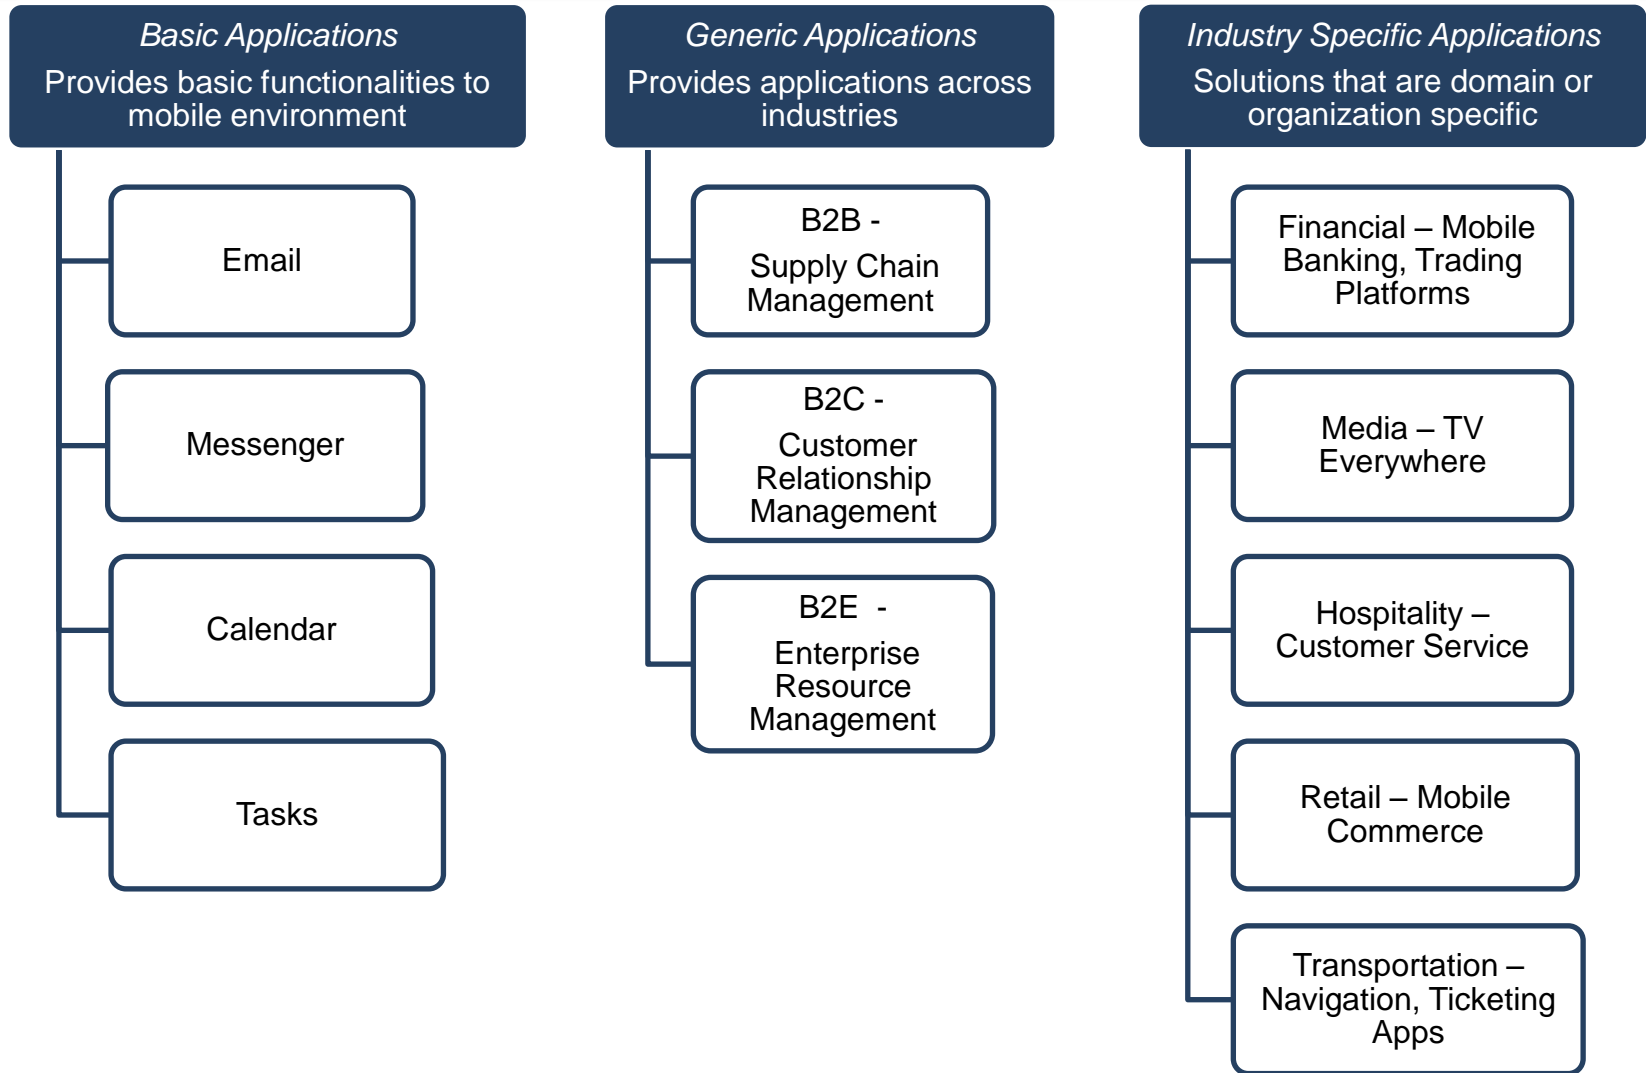 Basic Applications
Provides basic functionalities to
mobile environment
Email
Messenger
Calendar
Tasks
Generic Applications
Provides applications across
industries
B2B -
Supply Chain
Management
B2C -
Customer
Relationship
Management
B2E -
Enterprise
Resource
Management
Industry Specific Applications
Solutions that are domain or
organization specific
Financial – Mobile
Banking, Trading
Platforms
Media – TV
Everywhere
Hospitality –
Customer Service
Retail – Mobile
Commerce
Transportation –
Navigation, Ticketing
Apps